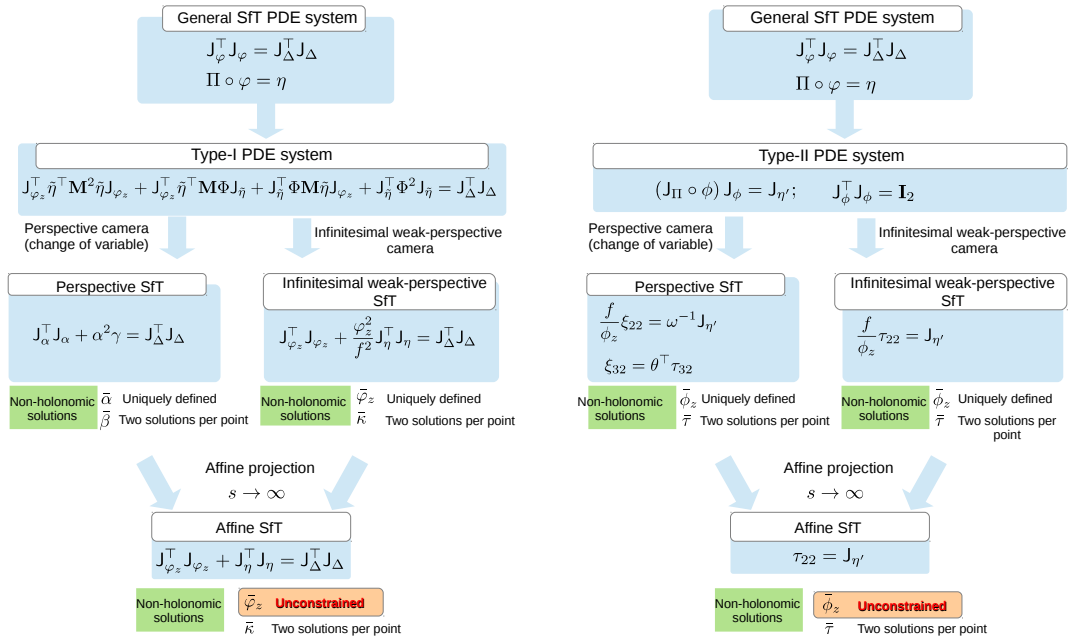 General SfT PDE system
J_φ^⊤ J_φ = J_Δ^⊤ J_Δ
Π ∘ φ = η
Type-I PDE system
J_{φ_z}^⊤ η̃^⊤ M² η̃ J_{φ_z} + J_{φ_z}^⊤ η̃^⊤ MΦJ_η̃ + J_η̃^⊤ ΦMη̃ J_{φ_z} + J_η̃^⊤ Φ² J_η̃ = J_Δ^⊤ J_Δ
Perspective camera
(change of variable)
Infinitesimal weak-perspective
camera
Perspective SfT
J_α^⊤ J_α + α²γ = J_Δ^⊤ J_Δ
Non-holonomic
solutions
ᾱ Uniquely defined
β̄ Two solutions per point
Infinitesimal weak-perspective
SfT
J_{φ_z}^⊤ J_{φ_z} + φ_z²/f² J_η^⊤ J_η = J_Δ^⊤ J_Δ
Non-holonomic
solutions
φ̄_z Uniquely defined
κ̄ Two solutions per point
Affine projection
s → ∞
Affine SfT
J_{φ_z}^⊤ J_{φ_z} + J_η^⊤ J_η = J_Δ^⊤ J_Δ
Non-holonomic
solutions
φ̄_z Unconstrained
κ̄ Two solutions per point
General SfT PDE system
J_φ^⊤ J_φ = J_Δ^⊤ J_Δ
Π ∘ φ = η
Type-II PDE system
(J_Π ∘ ϕ) J_ϕ = J_η′; J_ϕ^⊤ J_ϕ = I₂
Perspective camera
(change of variable)
Infinitesimal weak-perspective
camera
Perspective SfT
f/ϕ_z ξ₂₂ = ω⁻¹ J_η′
ξ₃₂ = θ^⊤ τ₃₂
Non-holonomic
solutions
ϕ̄_z Uniquely defined
τ̄ Two solutions per point
Infinitesimal weak-perspective
SfT
f/ϕ_z τ₂₂ = J_η′
Non-holonomic
solutions
ϕ̄_z Uniquely defined
τ̄ Two solutions per
point
Affine projection
s → ∞
Affine SfT
τ₂₂ = J_η′
Non-holonomic
solutions
ϕ̄_z Unconstrained
τ̄ Two solutions per point